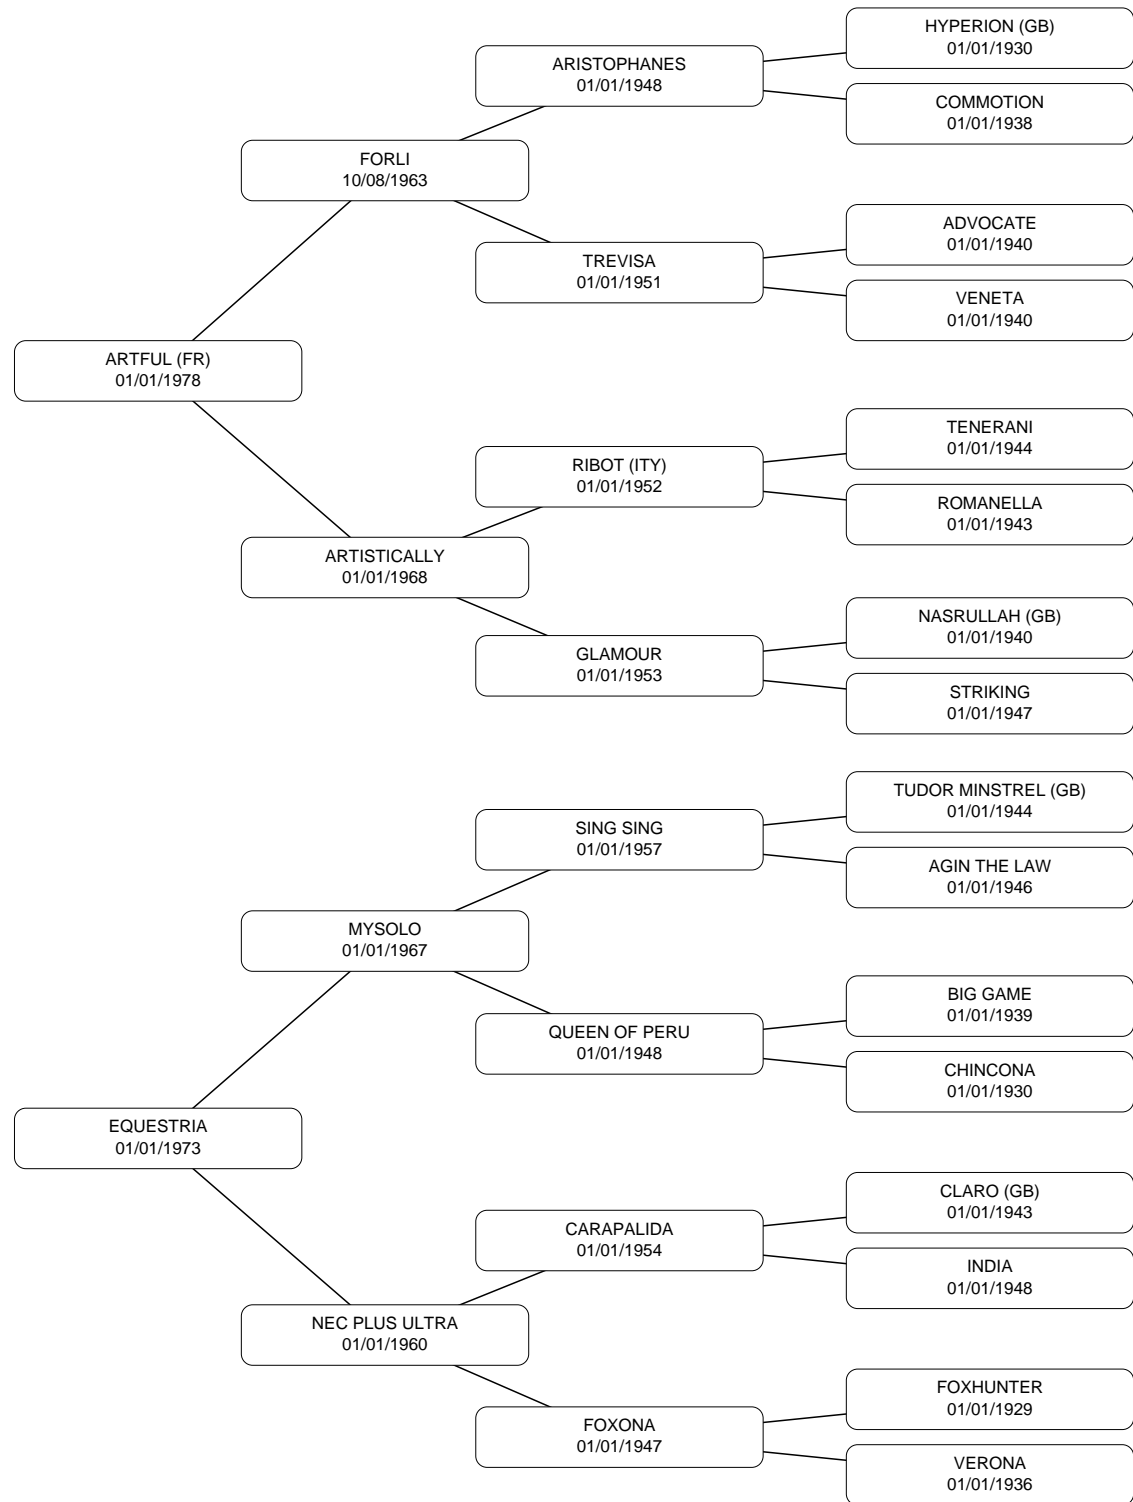 HYPERION (GB)
01/01/1930
ARISTOPHANES
01/01/1948
COMMOTION
01/01/1938
FORLI
10/08/1963
ADVOCATE
01/01/1940
TREVISA
01/01/1951
VENETA
01/01/1940
ARTFUL (FR)
01/01/1978
TENERANI
01/01/1944
RIBOT (ITY)
01/01/1952
ROMANELLA
01/01/1943
ARTISTICALLY
01/01/1968
NASRULLAH (GB)
01/01/1940
GLAMOUR
01/01/1953
STRIKING
01/01/1947
TUDOR MINSTREL (GB)
01/01/1944
SING SING
01/01/1957
AGIN THE LAW
01/01/1946
MYSOLO
01/01/1967
BIG GAME
01/01/1939
QUEEN OF PERU
01/01/1948
CHINCONA
01/01/1930
EQUESTRIA
01/01/1973
CLARO (GB)
01/01/1943
CARAPALIDA
01/01/1954
INDIA
01/01/1948
NEC PLUS ULTRA
01/01/1960
FOXHUNTER
01/01/1929
FOXONA
01/01/1947
VERONA
01/01/1936